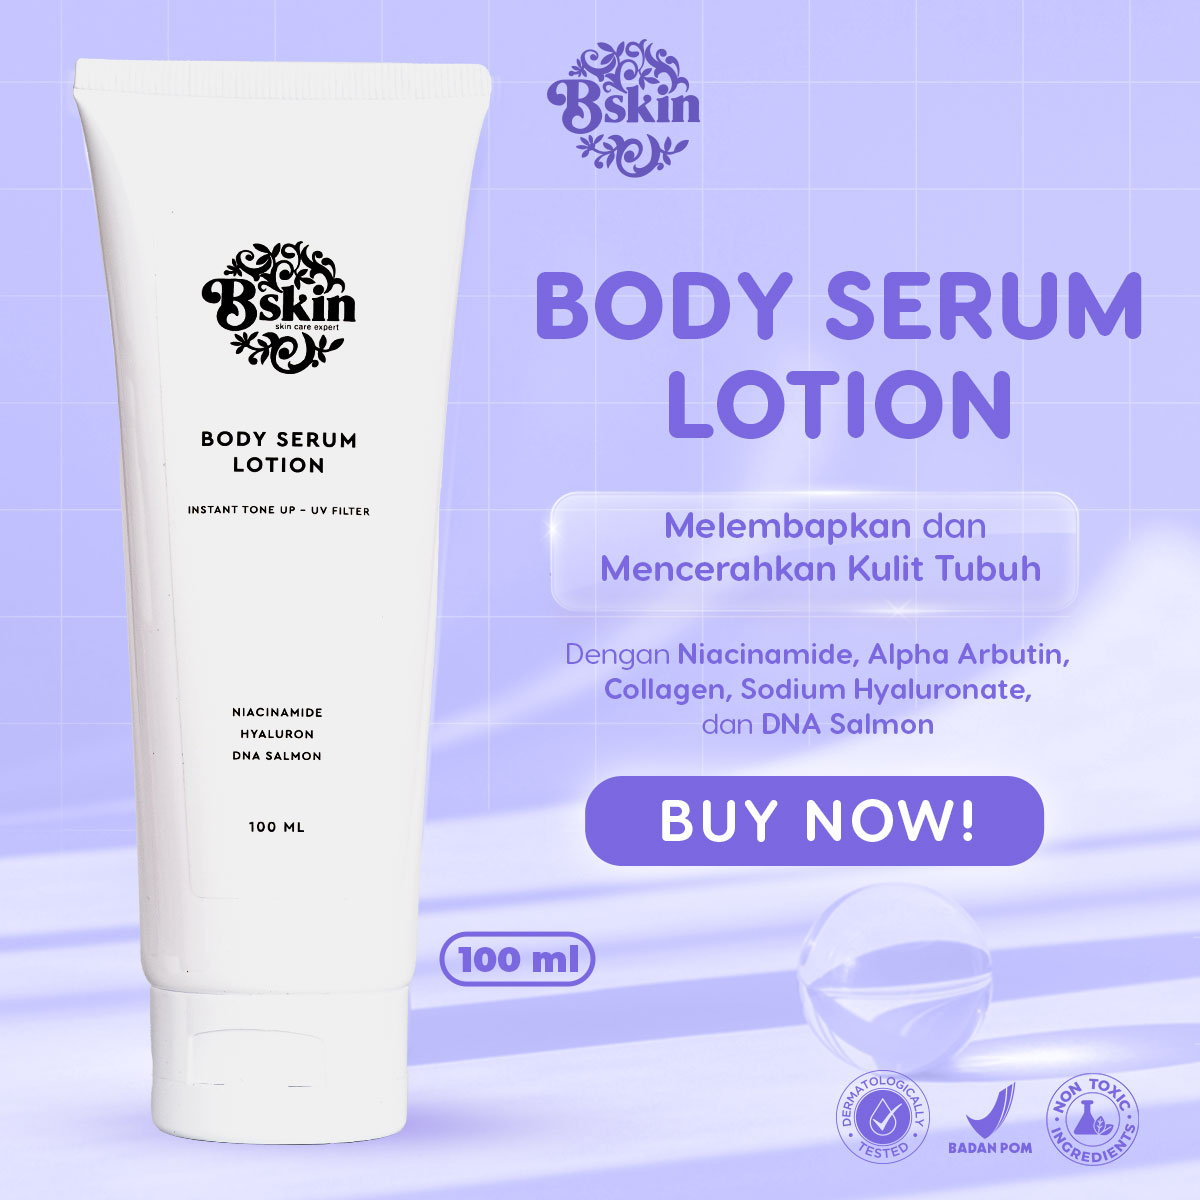 Bskin
BODY SERUM
LOTION
Melembapkan dan
Mencerahkan Kulit Tubuh
Dengan Niacinamide, Alpha Arbutin,
Collagen, Sodium Hyaluronate,
dan DNA Salmon
BUY NOW!
Bskin
skin care expert
BODY SERUM
LOTION
INSTANT TONE UP - UV FILTER
NIACINAMIDE
HYALURON
DNA SALMON
100 ML
100 ml
DERMATOLOGICALLY
TESTED
BADAN POM
NON TOXIC
INGREDIENTS